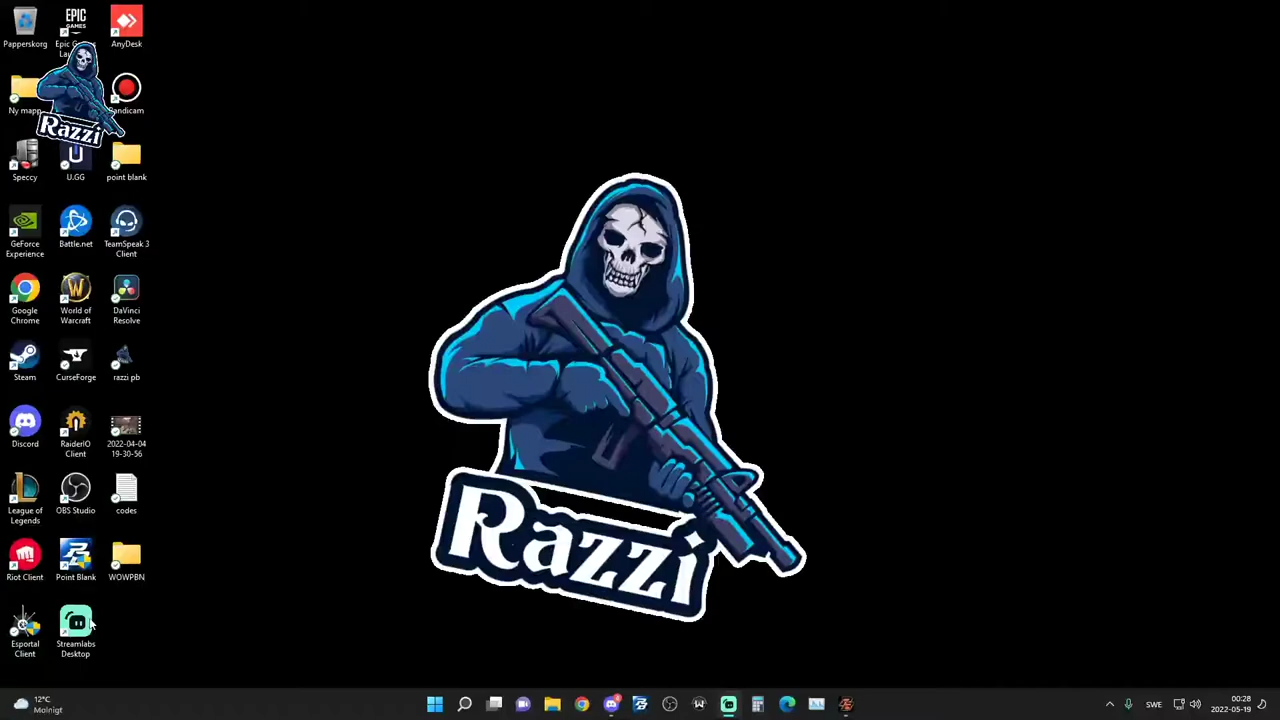 Papperskorg
EPIC
GAMES
Epic Ga
Lau
AnyDesk
Ny mapp
Bandicam
Razzi
Speccy
U
U.GG
point blank
GeForce
Experience
Battle.net
TeamSpeak 3
Client
Google
Chrome
World of
Warcraft
DaVinci
Resolve
Steam
CurseForge
razzi pb
Discord
RaiderIO
Client
2022-04-04
19-30-56
League of
Legends
OBS Studio
codes
Riot Client
Point Blank
WOWPBN
Esportal
Client
Streamlabs
Desktop
Razzi
12°C
Molnigt
SWE
00:28
2022-05-19